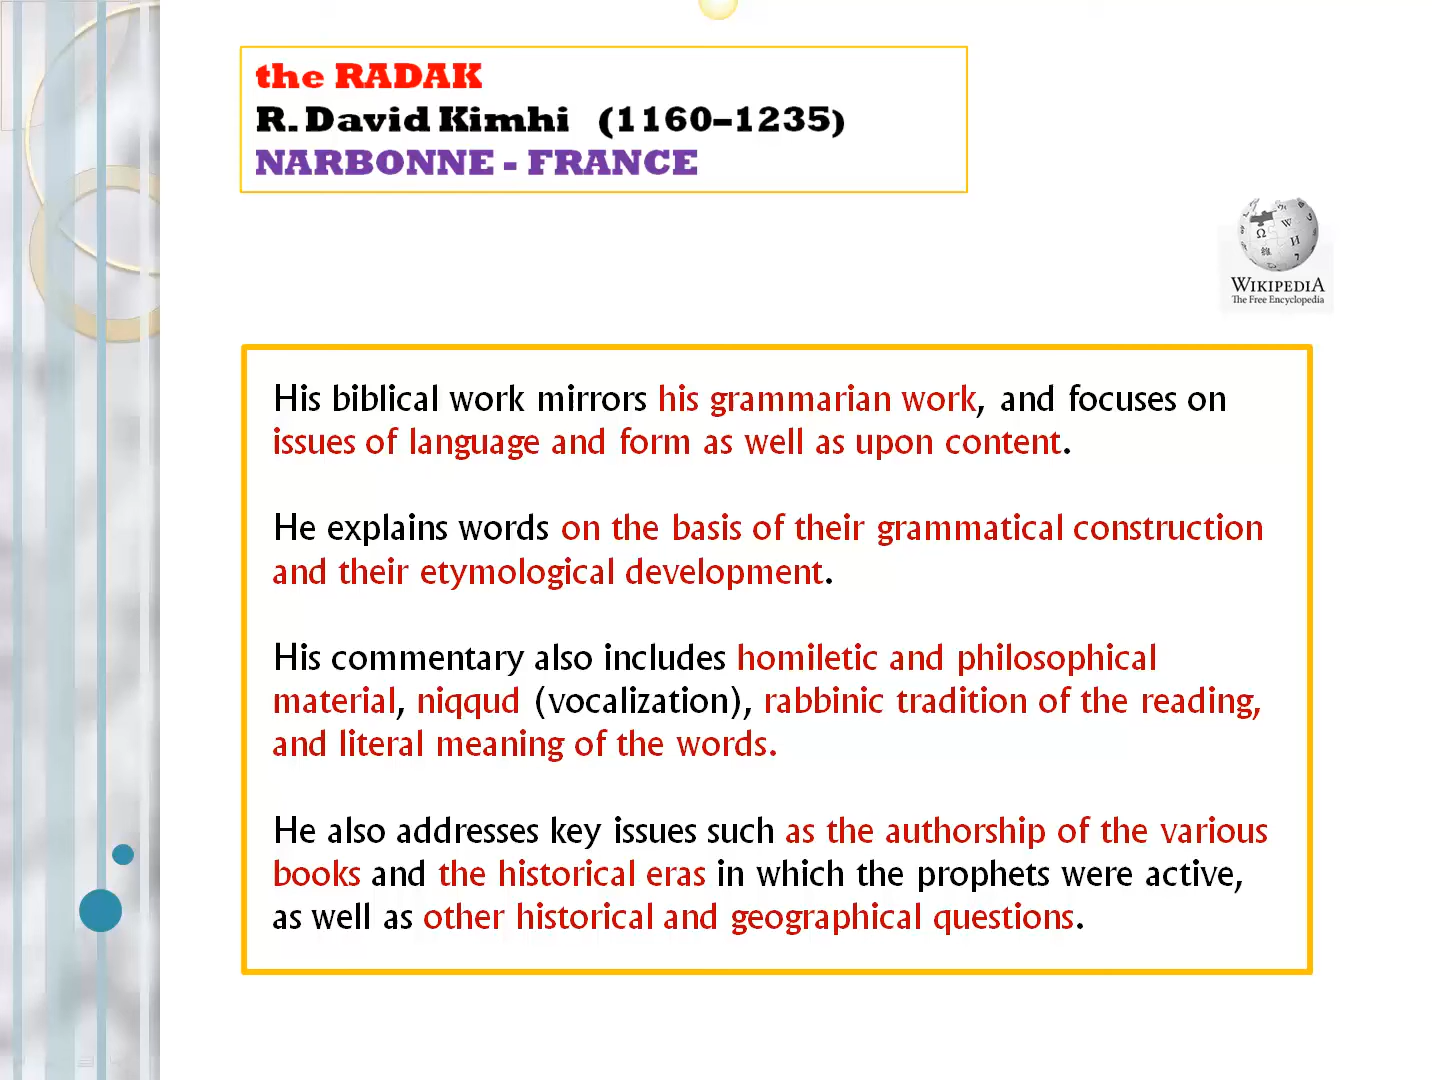 the RADAK
R. David Kimhi (1160–1235)
NARBONNE - FRANCE
WIKIPEDIA
The Free Encyclopedia
His biblical work mirrors his grammarian work, and focuses on
issues of language and form as well as upon content.
He explains words on the basis of their grammatical construction
and their etymological development.
His commentary also includes homiletic and philosophical
material, niqqud (vocalization), rabbinic tradition of the reading,
and literal meaning of the words.
He also addresses key issues such as the authorship of the various
books and the historical eras in which the prophets were active,
as well as other historical and geographical questions.